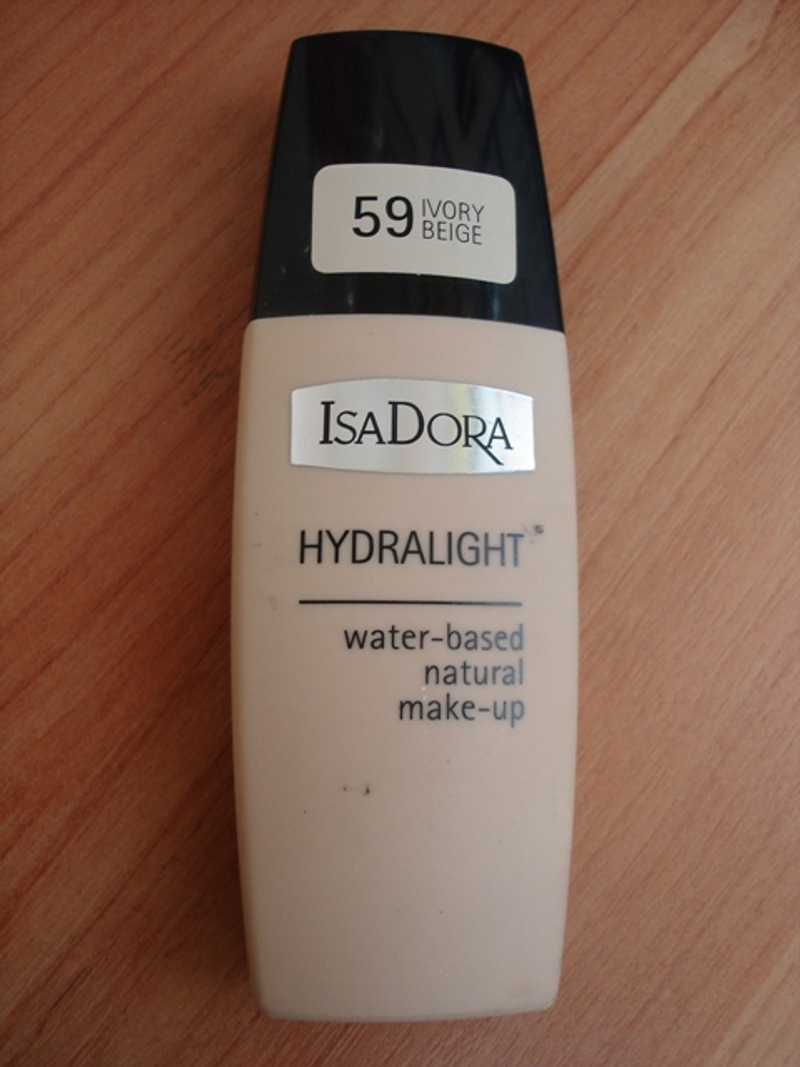 59 IVORY
BEIGE
ISADORA
HYDRALIGHT
water-based
natural
make-up